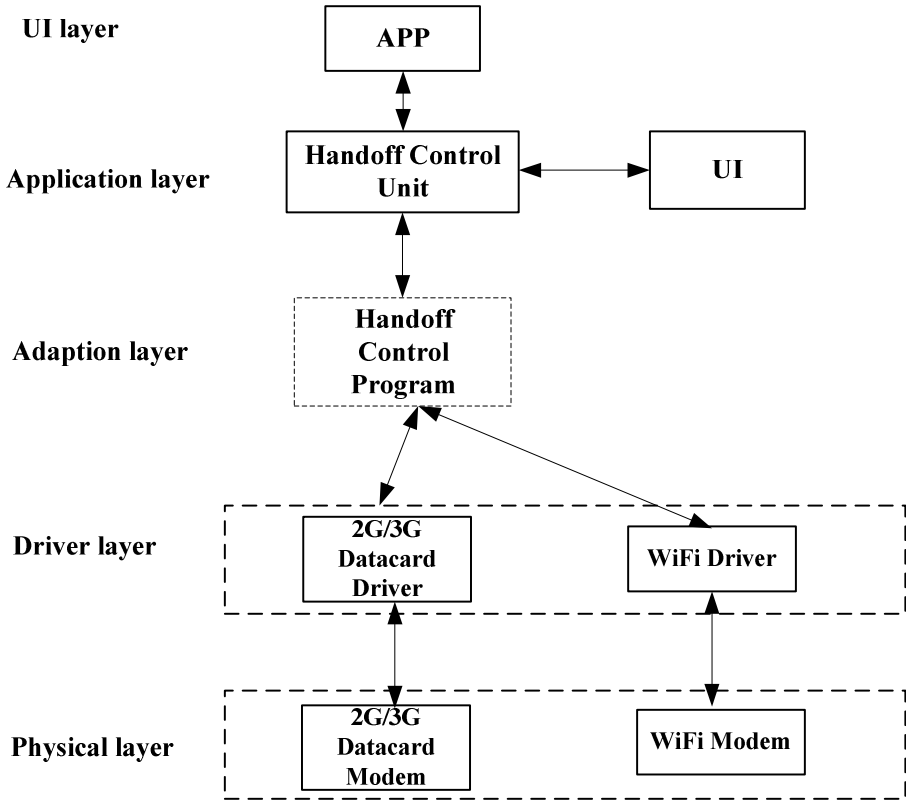 UI layer
APP
Handoff Control
Unit
UI
Application layer
Handoff
Control
Program
Adaption layer
2G/3G
Datacard
Driver
WiFi Driver
Driver layer
2G/3G
Datacard
Modem
WiFi Modem
Physical layer